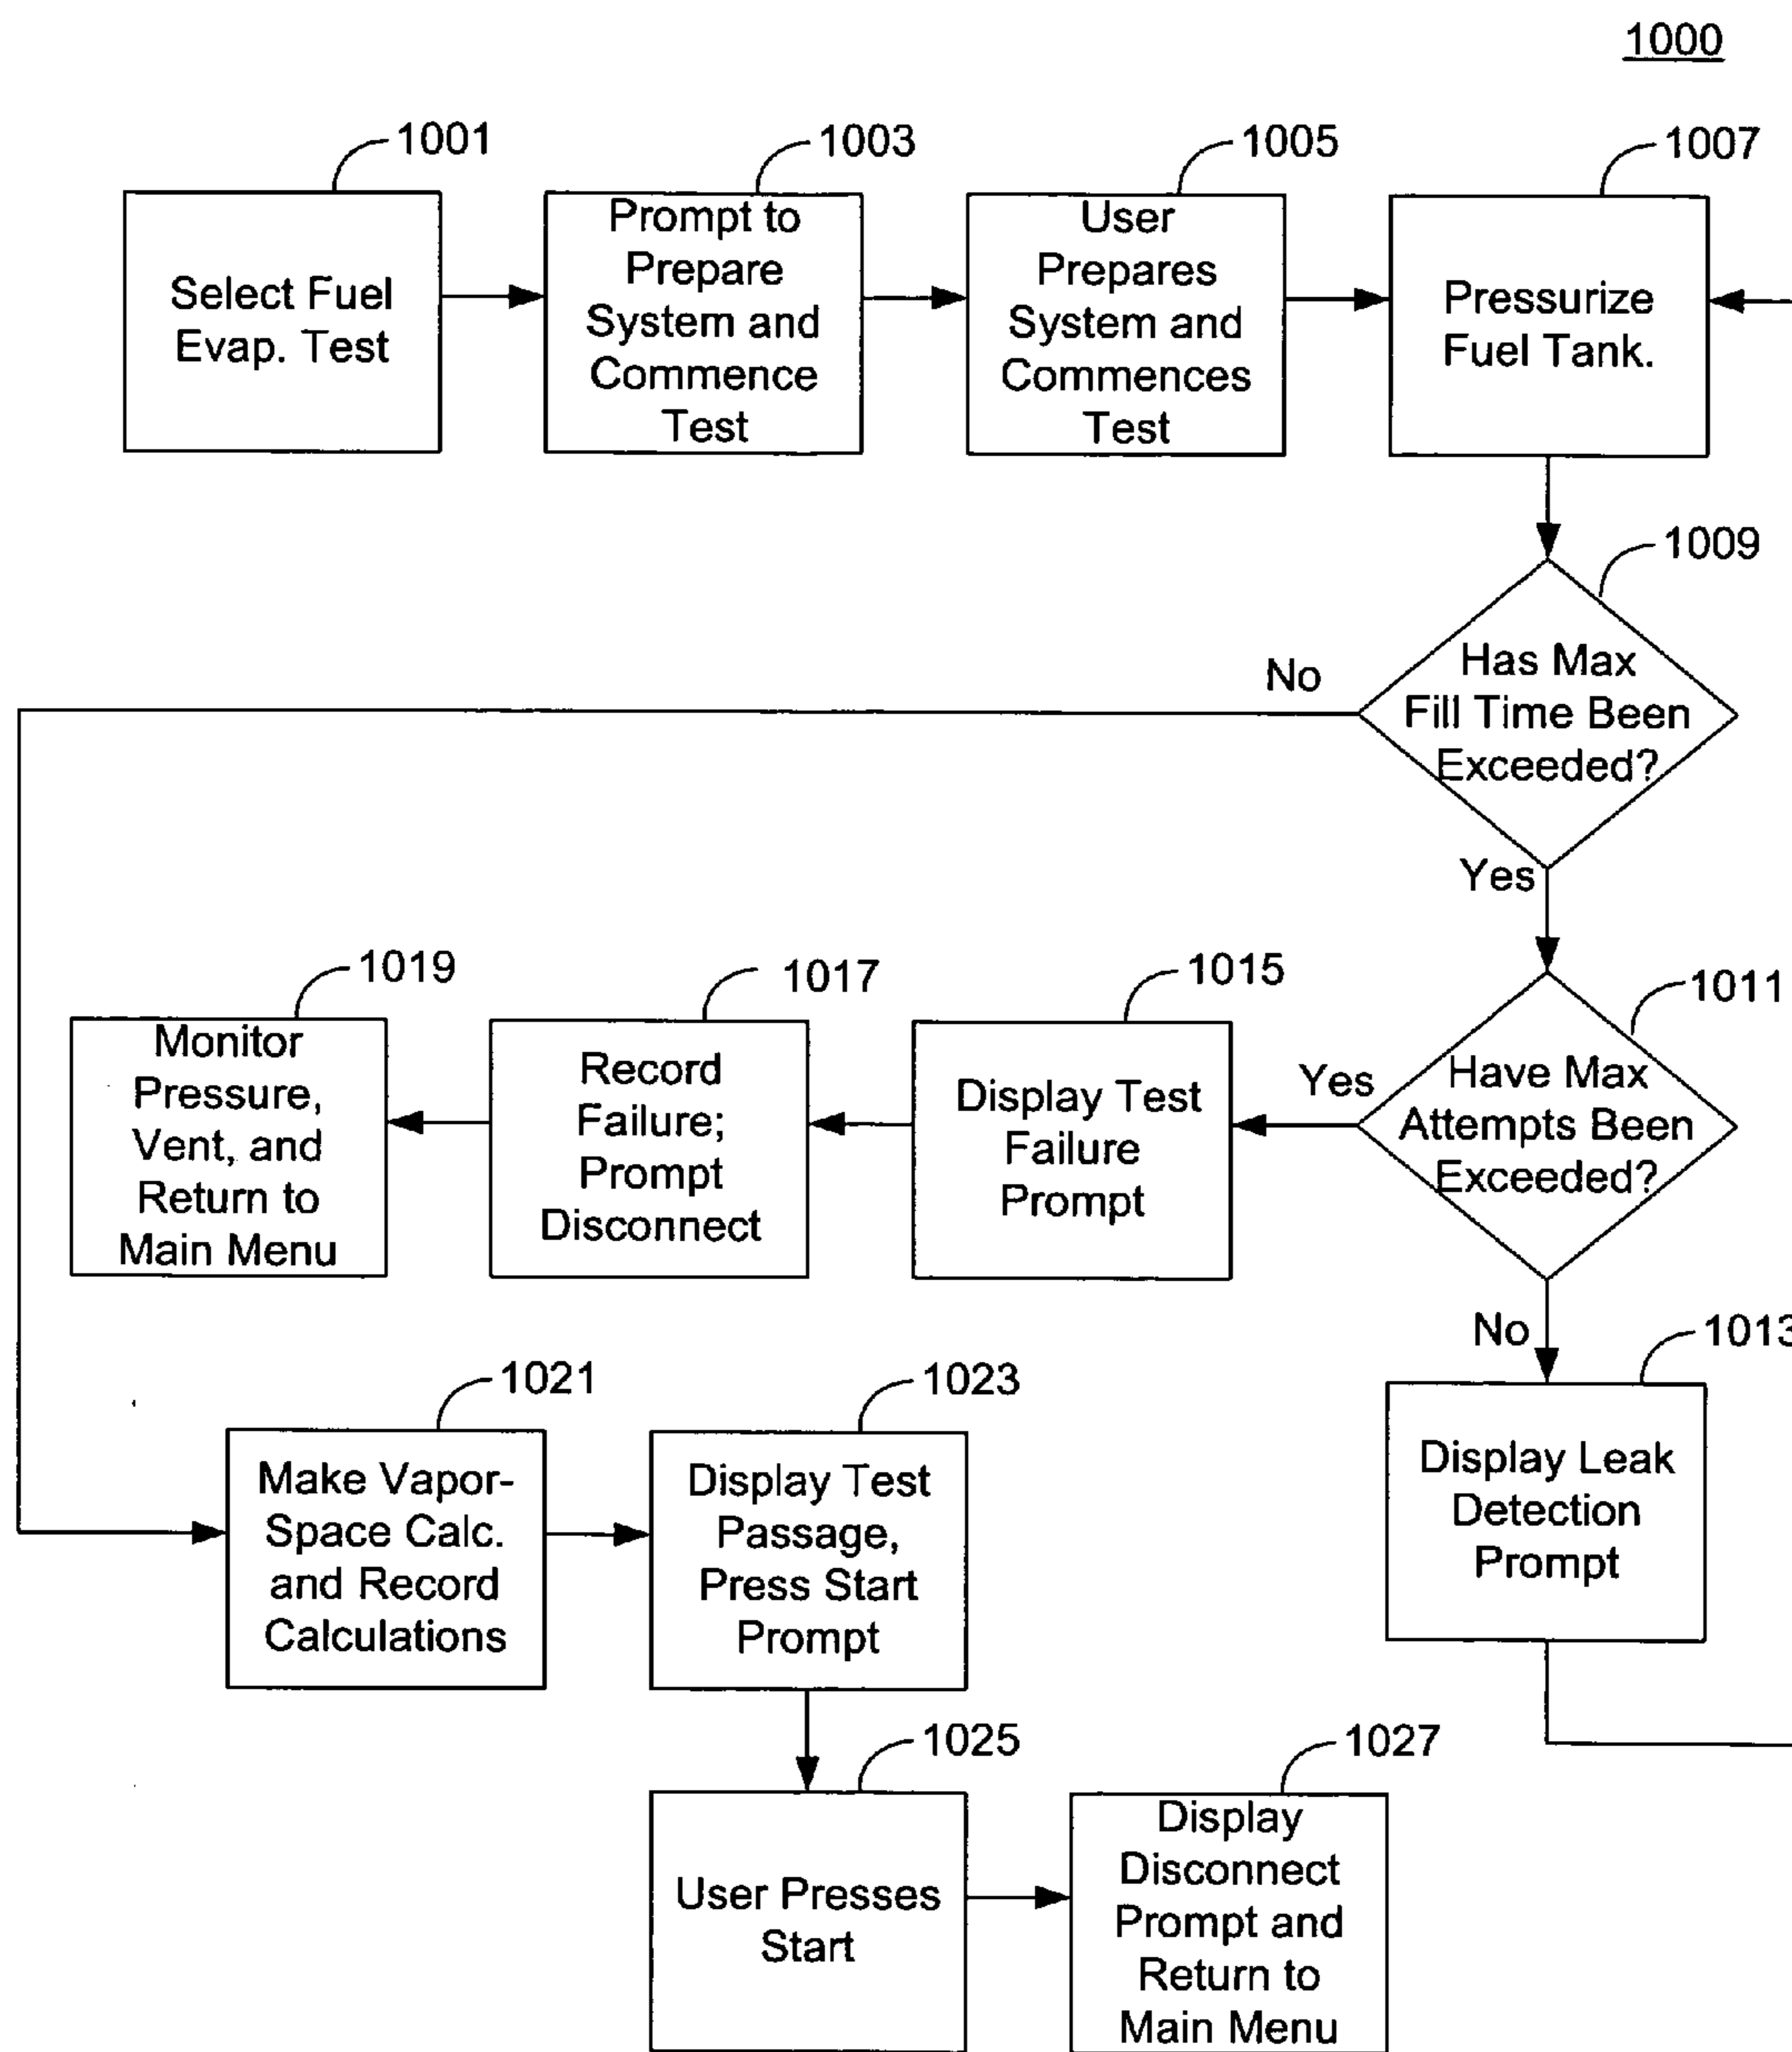 1000
1001
Select Fuel
Evap. Test
1003
Prompt to
Prepare
System and
Commence
Test
1005
User
Prepares
System and
Commences
Test
1007
Pressurize
Fuel Tank.
1009
Has Max
Fill Time Been
Exceeded?
No
Yes
1011
Have Max
Attempts Been
Exceeded?
Yes
No
1015
Display Test
Failure
Prompt
1017
Record
Failure;
Prompt
Disconnect
1019
Monitor
Pressure,
Vent, and
Return to
Main Menu
1013
Display Leak
Detection
Prompt
1021
Make Vapor-
Space Calc.
and Record
Calculations
1023
Display Test
Passage,
Press Start
Prompt
1025
User Presses
Start
1027
Display
Disconnect
Prompt and
Return to
Main Menu